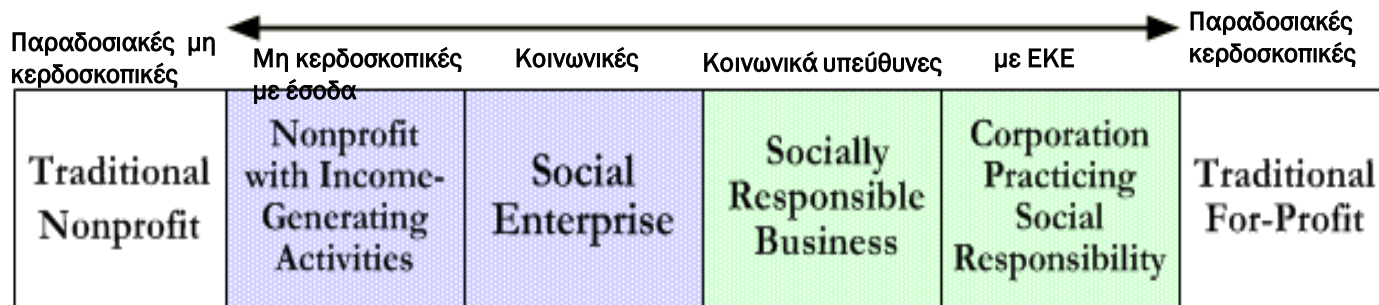 Παραδοσιακές μη
κερδοσκοπικές
Μη κερδοσκοπικές
με έσοδα
Κοινωνικές
Κοινωνικά υπεύθυνες
με ΕΚΕ
Παραδοσιακές
κερδοσκοπικές
Traditional
Nonprofit
Nonprofit
with Income-
Generating
Activities
Social
Enterprise
Socially
Responsible
Business
Corporation
Practicing
Social
Responsibility
Traditional
For-Profit